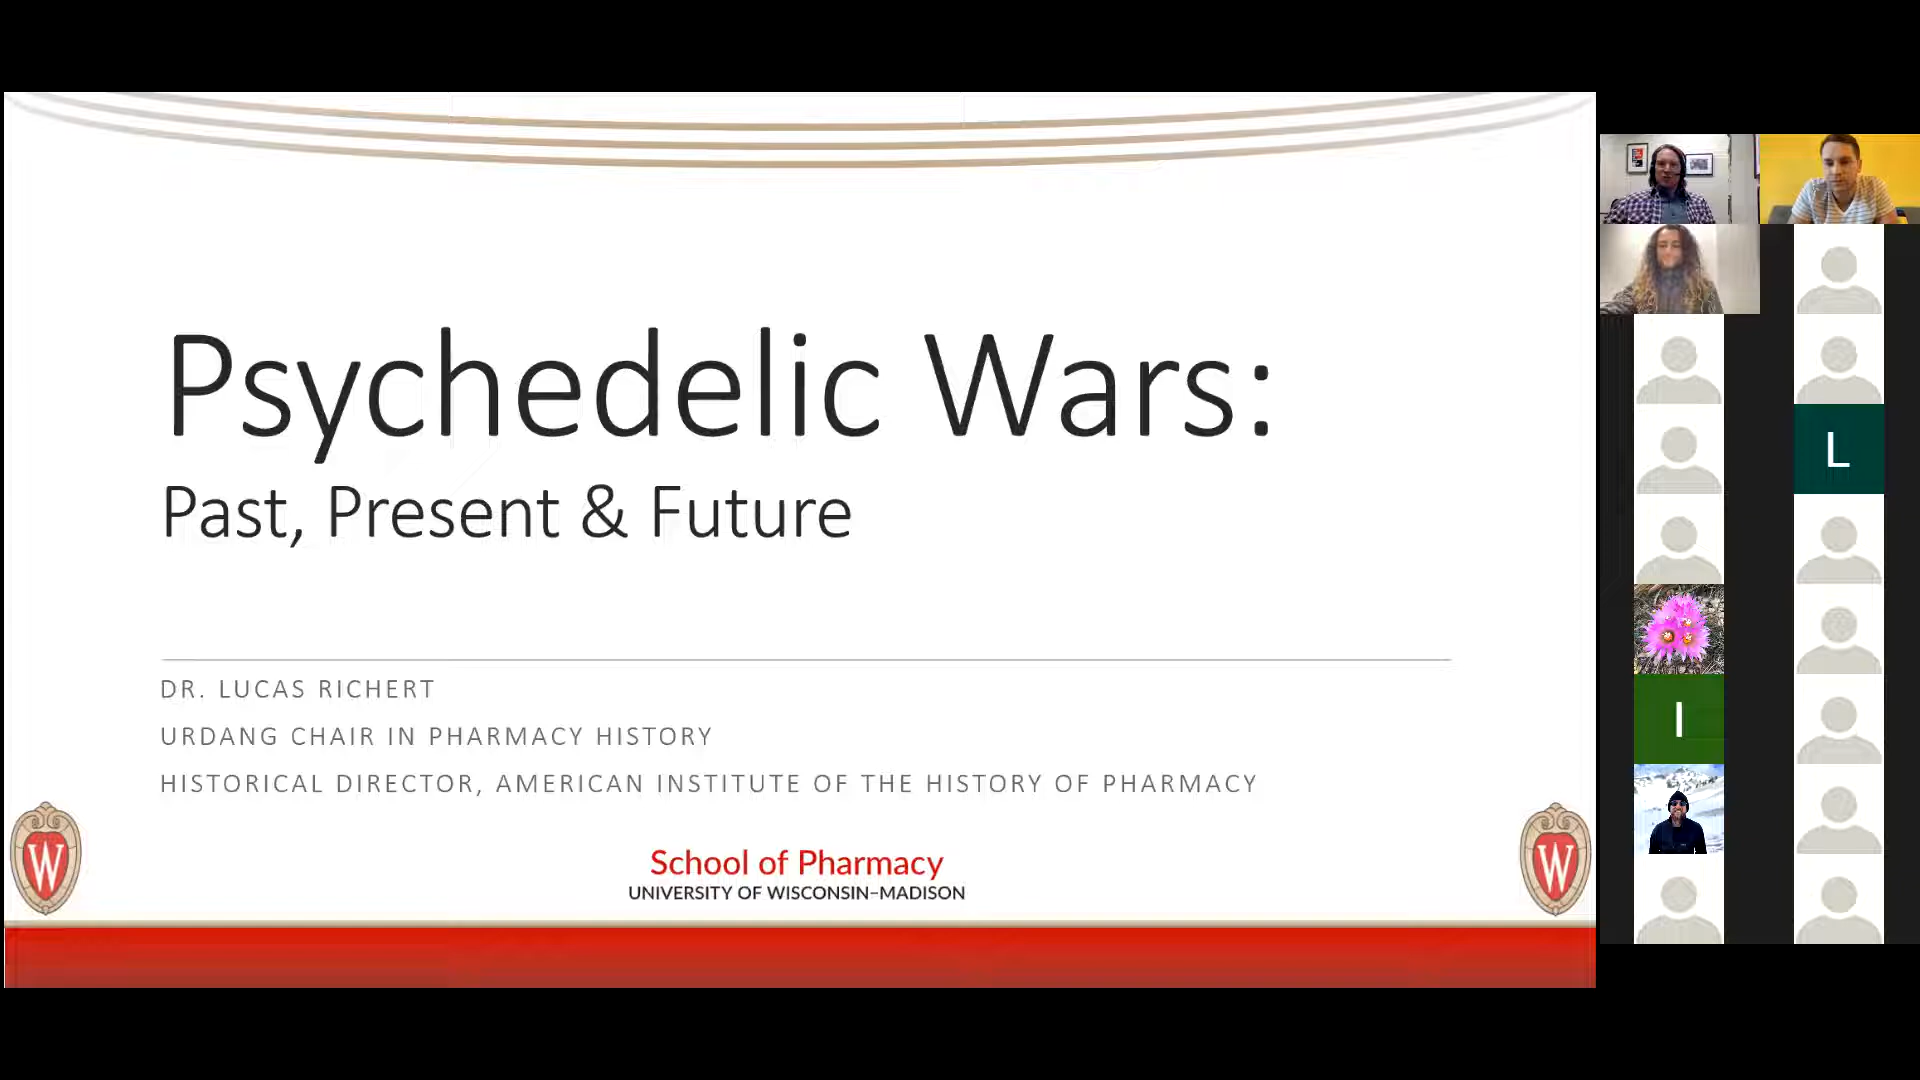 Psychedelic Wars:
Past, Present & Future
DR. LUCAS RICHERT
URDANG CHAIR IN PHARMACY HISTORY
HISTORICAL DIRECTOR, AMERICAN INSTITUTE OF THE HISTORY OF PHARMACY
W
W
School of Pharmacy
UNIVERSITY OF WISCONSIN–MADISON
L
I